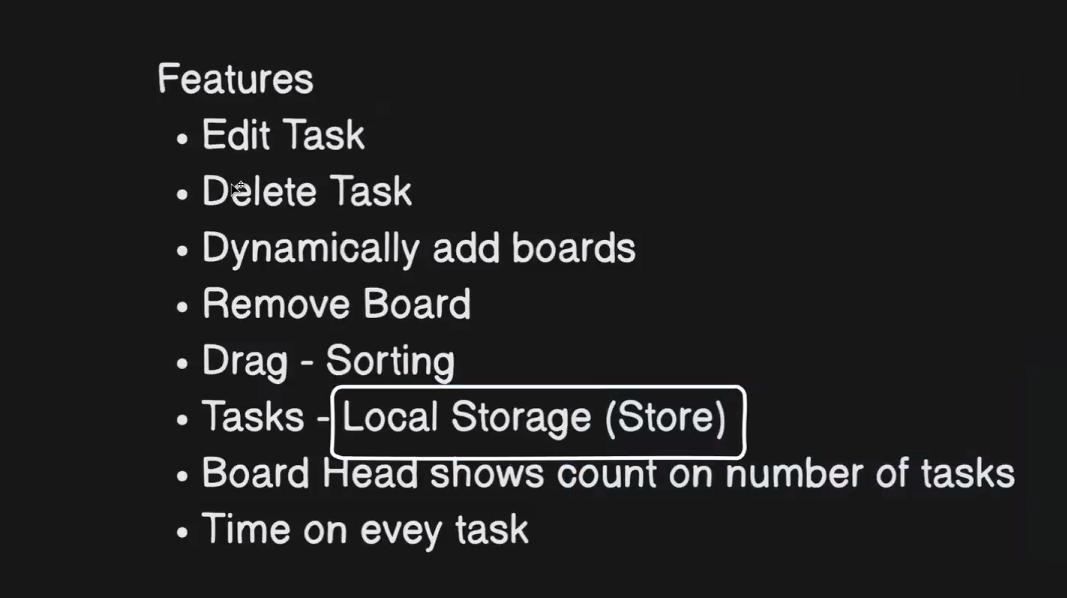 Features
• Edit Task
• Delete Task
• Dynamically add boards
• Remove Board
• Drag - Sorting
• Tasks - Local Storage (Store)
• Board Head shows count on number of tasks
• Time on evey task